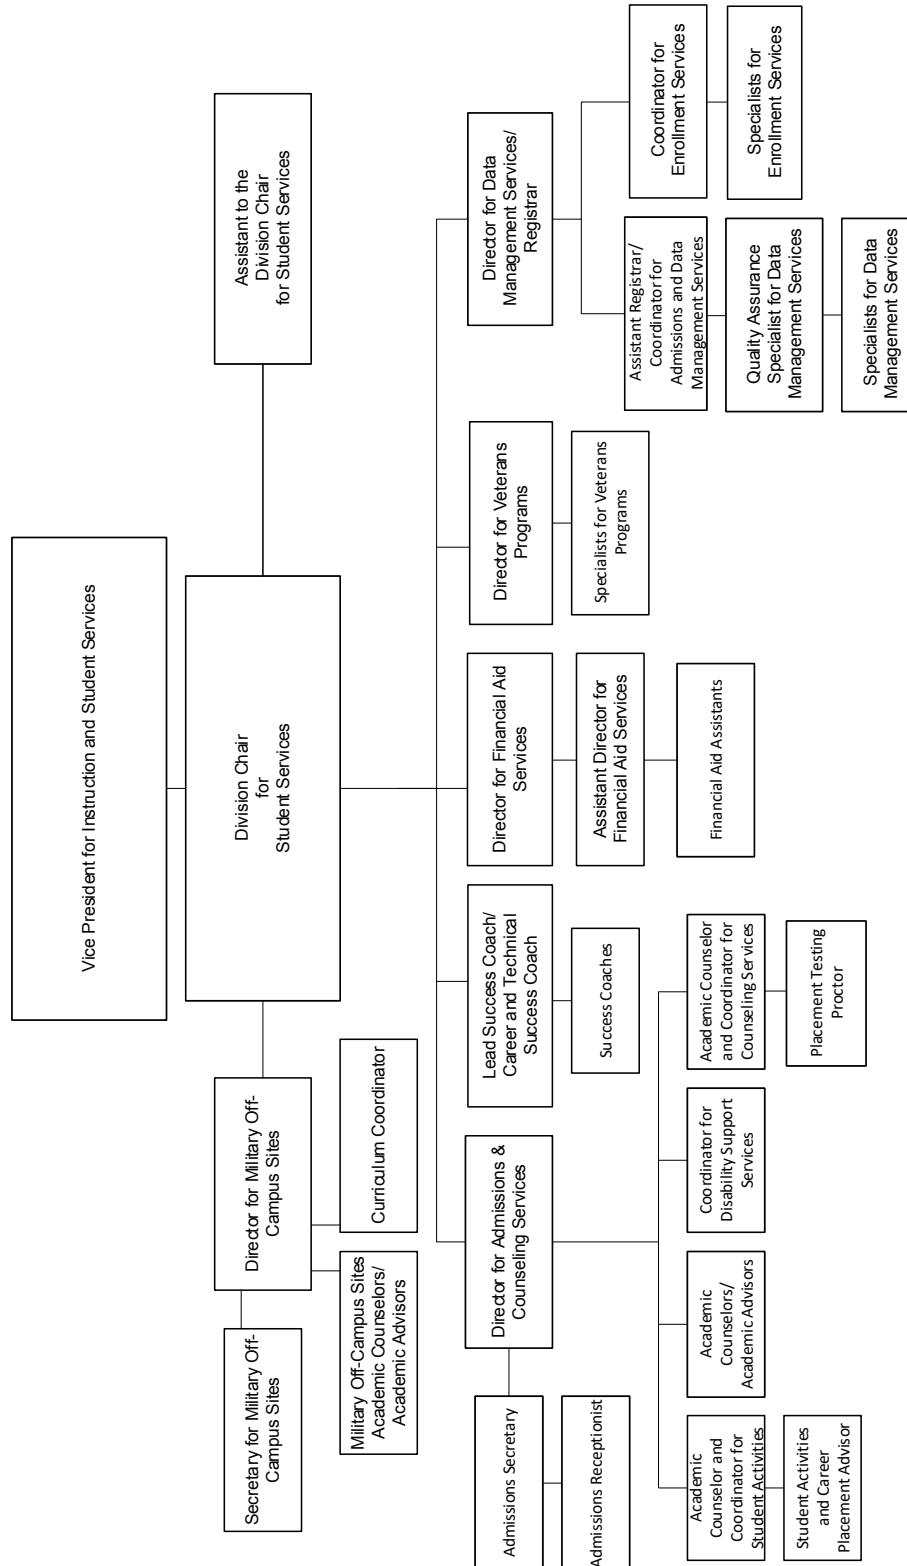 Vice President for Instruction and Student Services
Division Chair
for
Student Services
Assistant to the
Division Chair
for Student Services
Director for Military Off-
Campus Sites
Secretary for Military Off-
Campus Sites
Military Off-Campus Sites
Academic Counselors/
Academic Advisors
Curriculum Coordinator
Director for Admissions &
Counseling Services
Lead Success Coach/
Career and Technical
Success Coach
Director for Financial Aid
Services
Director for Veterans
Programs
Director for Data
Management Services/
Registrar
Admissions Secretary
Admissions Receptionist
Success Coaches
Assistant Director for
Financial Aid Services
Financial Aid Assistants
Specialists for Veterans
Programs
Assistant Registrar/
Coordinator for
Admissions and Data
Management Services
Coordinator for
Enrollment Services
Quality Assurance
Specialist for Data
Management Services
Specialists for
Enrollment Services
Specialists for Data
Management Services
Academic
Counselor and
Coordinator for
Student Activities
Academic
Counselors/
Academic Advisors
Coordinator for
Disability Support
Services
Academic Counselor
and Coordinator for
Counseling Services
Student Activities
and Career
Placement Advisor
Placement Testing
Proctor